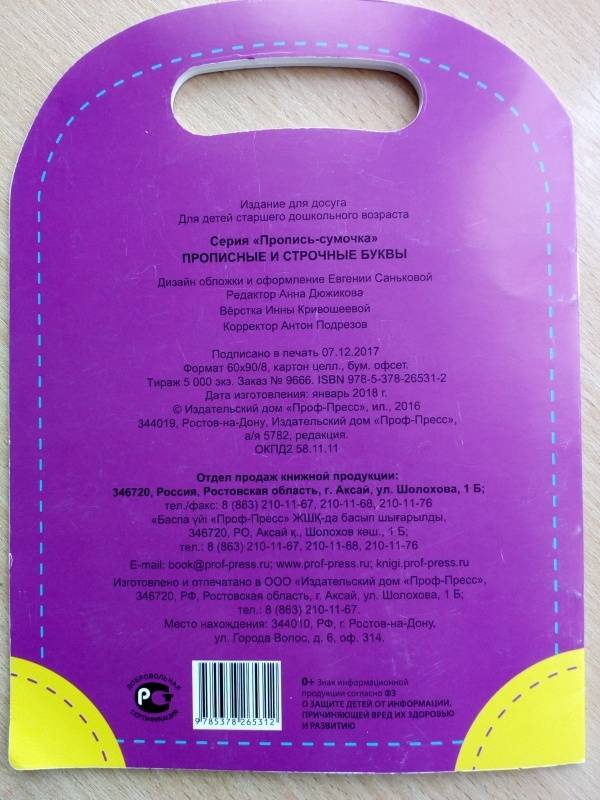 Издание для досуга
Для детей старшего дошкольного возраста
Серия «Пропись-сумочка»
ПРОПИСНЫЕ И СТРОЧНЫЕ БУКВЫ
Дизайн обложки и оформление Евгении Саньковой
Редактор Анна Дюжикова
Вёрстка Инны Кривошеевой
Корректор Антон Подрезов
Подписано в печать 07.12.2017
Формат 60х90/8, картон целл., бум. офсет.
Тираж 5 000 экз. Заказ № 9666. ISBN 978-5-378-26531-2
Дата изготовления: январь 2018 г.
© Издательский дом «Проф-Пресс», ил., 2016
344019, Ростов-на-Дону, Издательский дом «Проф-Пресс»,
а/я 5782, редакция.
ОКПД2 58.11.11
Отдел продаж книжной продукции:
346720, Россия, Ростовская область, г. Аксай, ул. Шолохова, 1 Б;
тел./факс: 8 (863) 210-11-67, 210-11-68, 210-11-76
«Баспа үйі «Проф-Пресс» ЖШҚ-да басып шығарылды,
346720, РО, Аксай қ., Шолохов көш., 1 Б;
тел.: 8 (863) 210-11-67, 210-11-68, 210-11-76
E-mail: book@prof-press.ru; www.prof-press.ru; knigi.prof-press.ru
Изготовлено и отпечатано в ООО «Издательский дом «Проф-Пресс»,
346720, РФ, Ростовская область, г. Аксай, ул. Шолохова, 1 Б;
тел.: 8 (863) 210-11-67.
Место нахождения: 344010, РФ, г. Ростов-на-Дону,
ул. Города Волос, д. 6, оф. 314.
ДОБРОВОЛЬНАЯ
РСТ
СЕРТИФИКАЦИЯ
9 785378 265312
0+ Знак информационной
продукции согласно ФЗ
О ЗАЩИТЕ ДЕТЕЙ ОТ ИНФОРМАЦИИ,
ПРИЧИНЯЮЩЕЙ ВРЕД ИХ ЗДОРОВЬЮ
И РАЗВИТИЮ